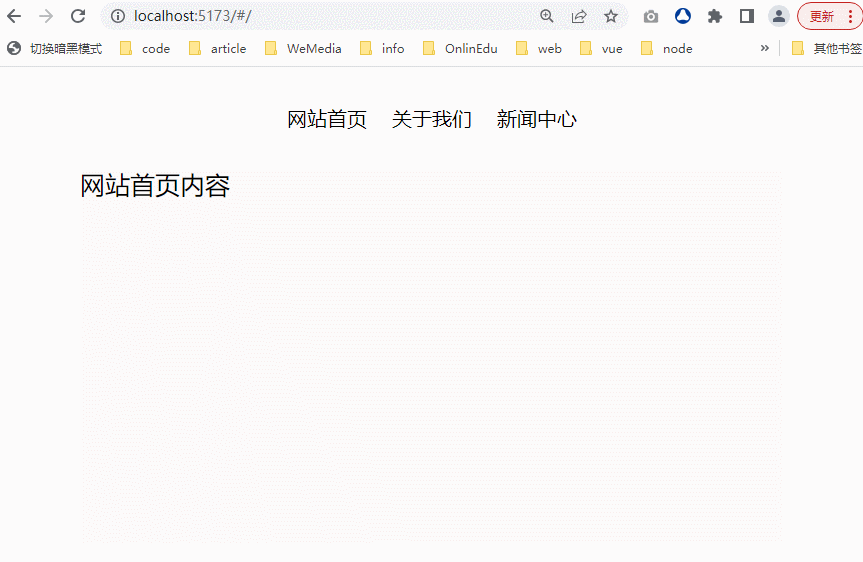 localhost:5173/#/ 更新
切换暗黑模式 code article WeMedia info OnlinEdu web vue node » 其他书签
网站首页 关于我们 新闻中心
网站首页内容